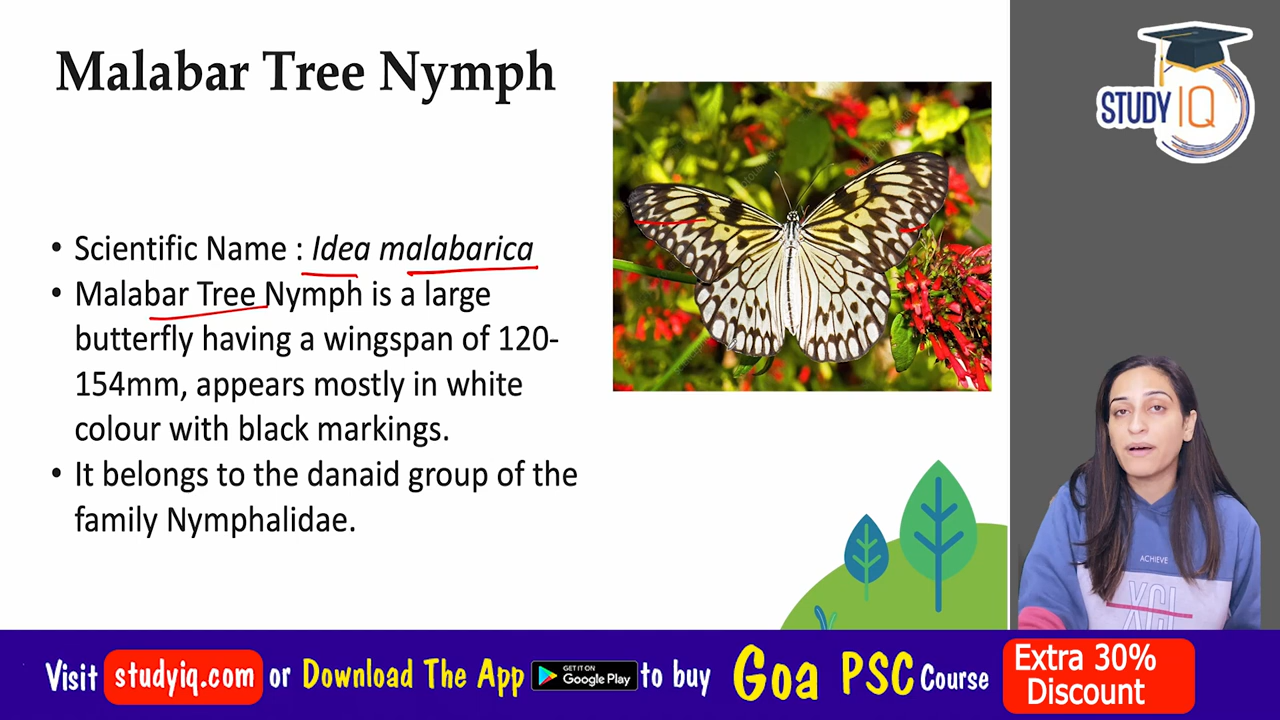 Malabar Tree Nymph
STUDY IQ
• Scientific Name : Idea malabarica
• Malabar Tree Nymph is a large
butterfly having a wingspan of 120-
154mm, appears mostly in white
colour with black markings.
• It belongs to the danaid group of the
family Nymphalidae.
ACHIEVE
Visit studyiq.com or Download The App GET IT ON Google Play to buy Goa PSC Course
Extra 30%
Discount